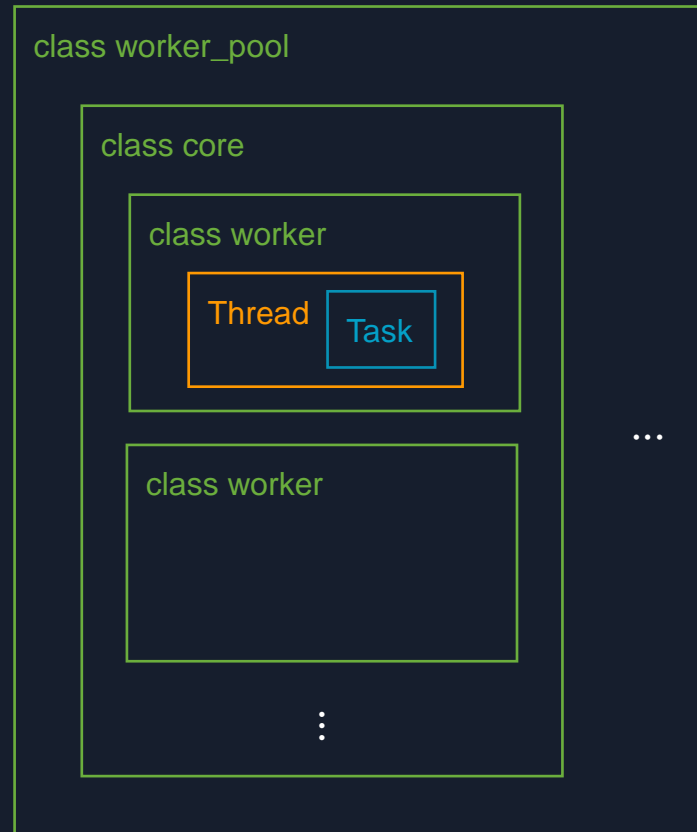 class worker_pool
class core
class worker
Thread
Task
...
class worker
⋮